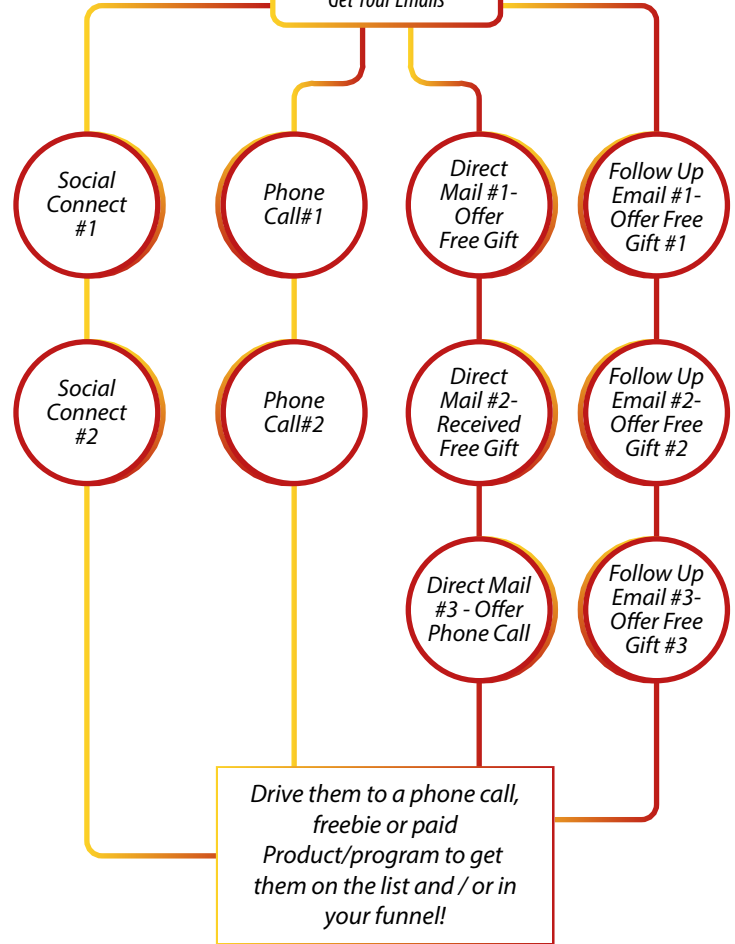 Get Your Emails
Social
Connect
#1
Phone
Call#1
Direct
Mail #1-
Offer
Free Gift
Follow Up
Email #1-
Offer Free
Gift #1
Social
Connect
#2
Phone
Call#2
Direct
Mail #2-
Received
Free Gift
Follow Up
Email #2-
Offer Free
Gift #2
Direct Mail
#3 - Offer
Phone Call
Follow Up
Email #3-
Offer Free
Gift #3
Drive them to a phone call,
freebie or paid
Product/program to get
them on the list and / or in
your funnel!